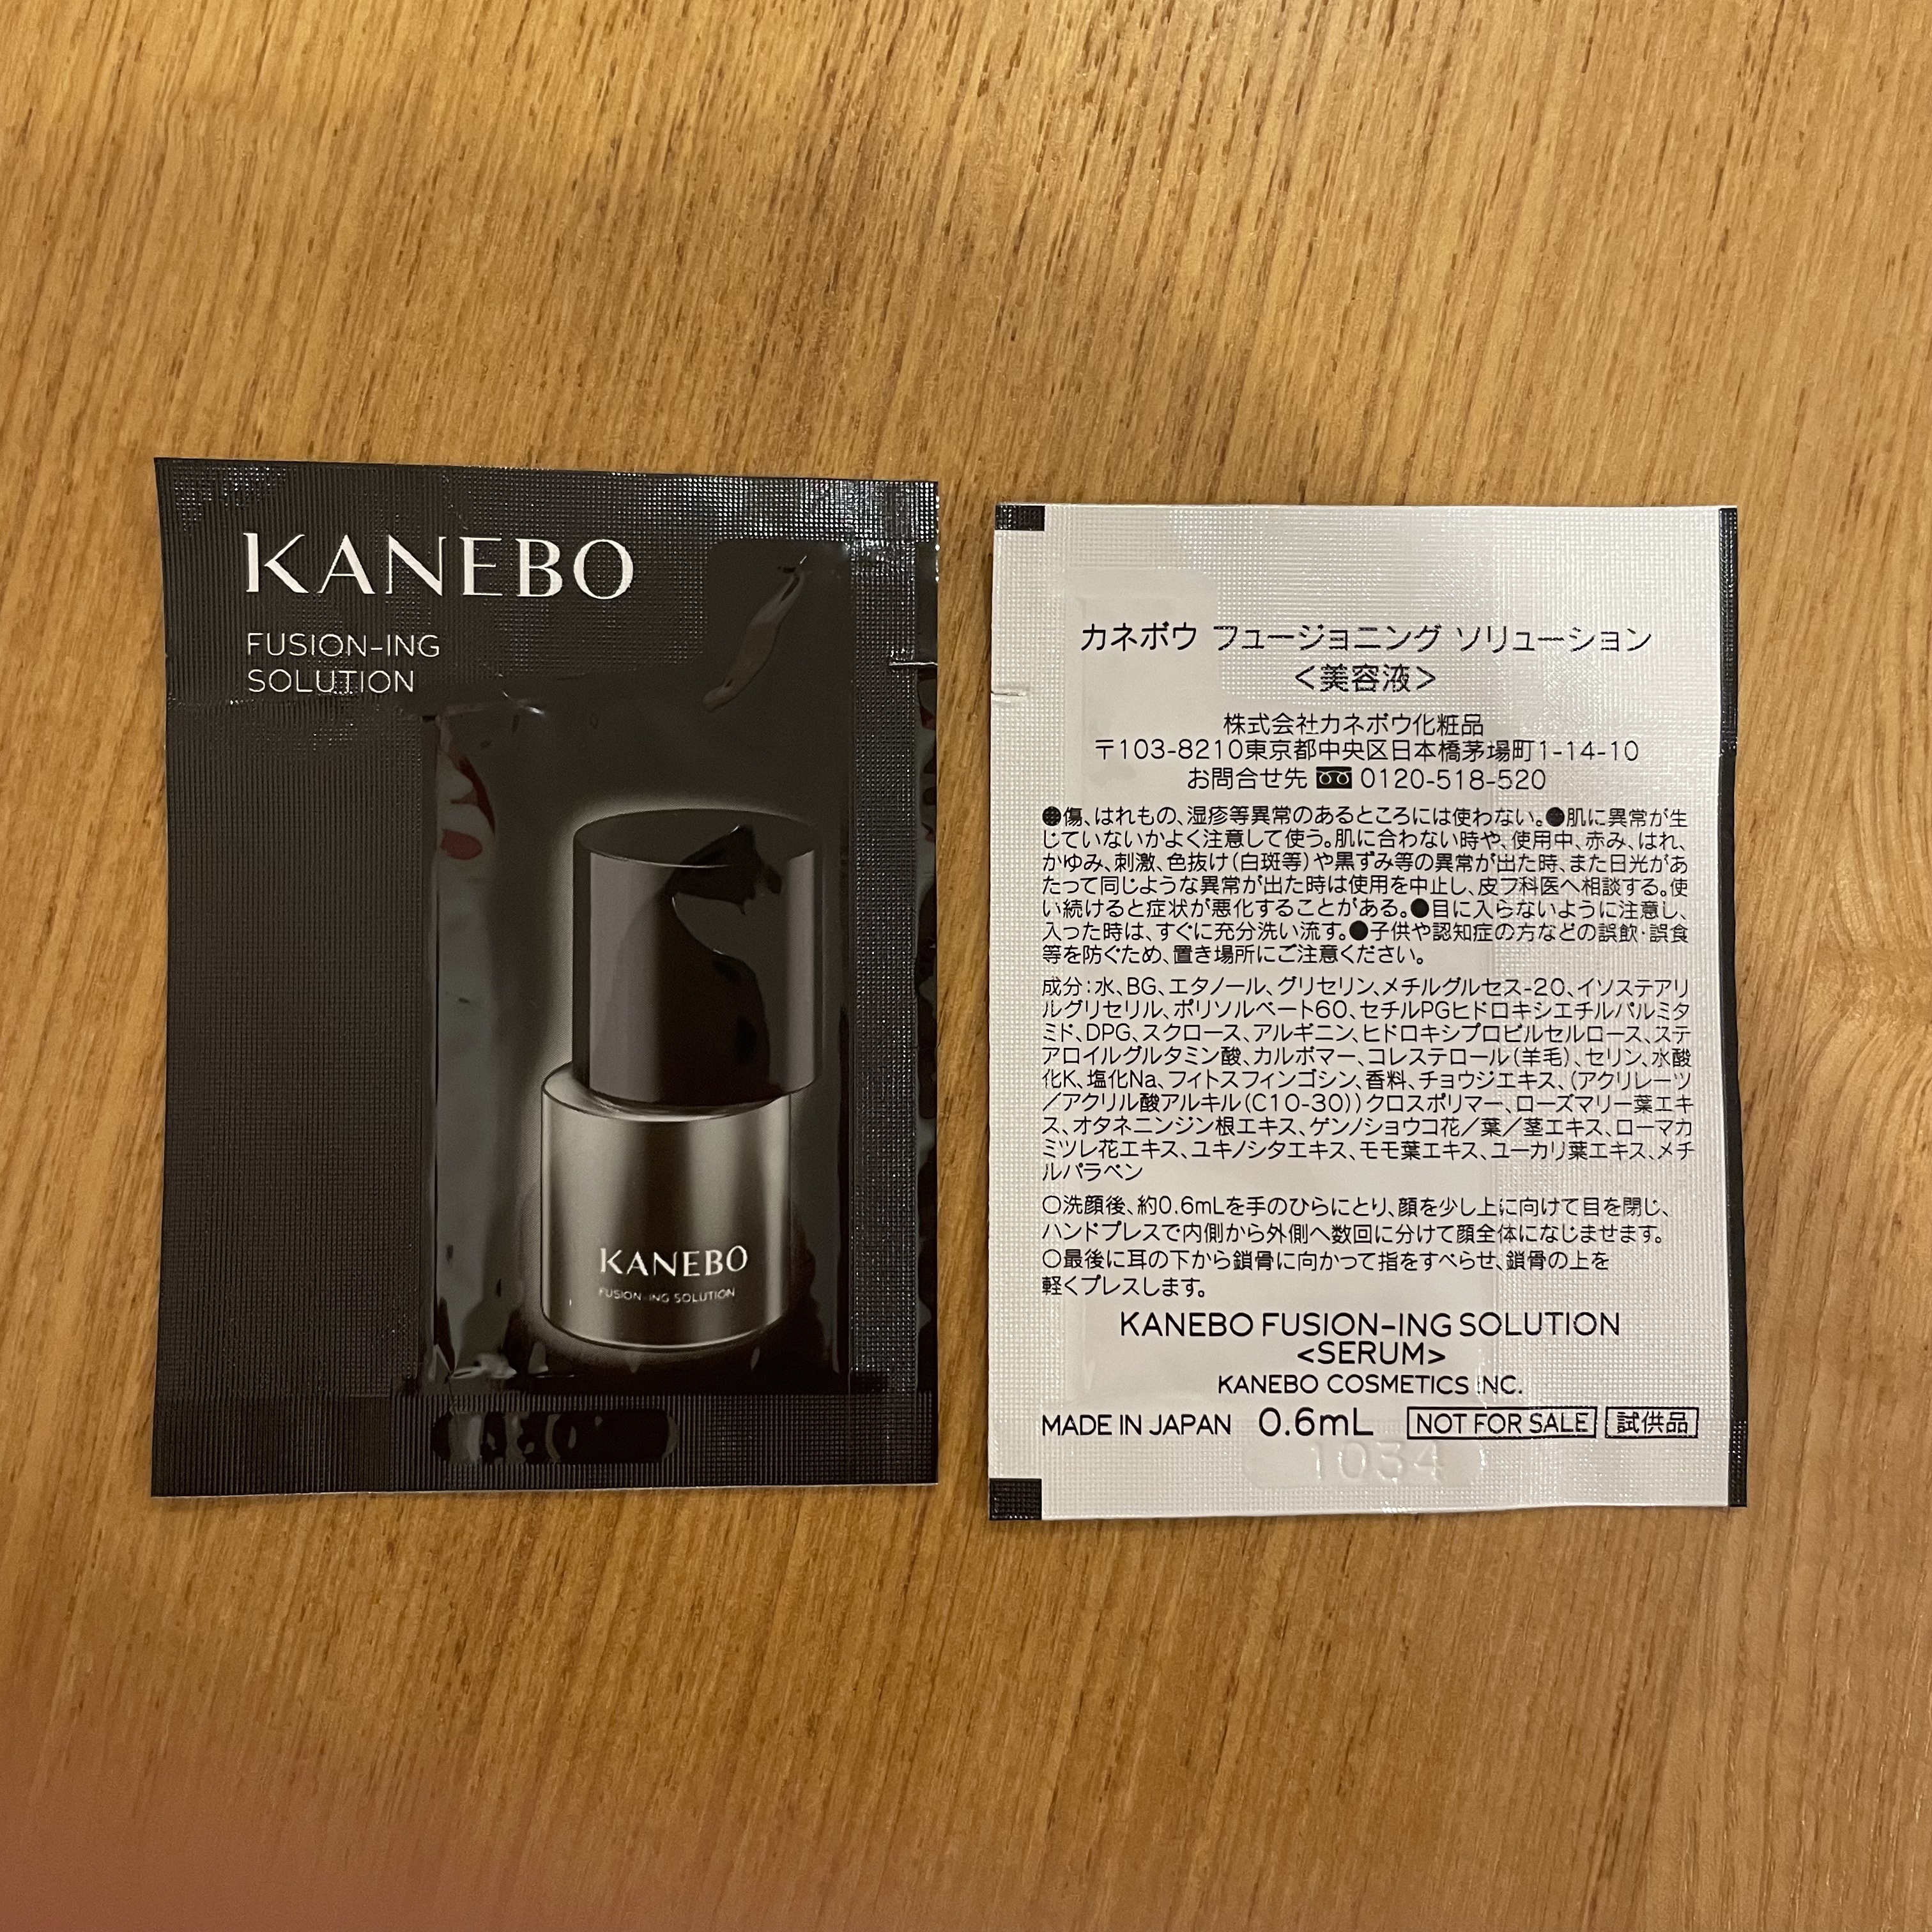 KANEBO
FUSION-ING
SOLUTION
KANEBO
FUSION-ING SOLUTION
カネボウ フュージョニング ソリューション
<美容液>
株式会社カネボウ化粧品
〒103-8210東京都中央区日本橋茅場町1-14-10
お問合せ先 0120-518-520
●傷、はれもの、湿疹等異常のあるところには使わない。●肌に異常が生
じていないかよく注意して使う。肌に合わない時や、使用中、赤み、はれ、
かゆみ、刺激、色抜け(白斑等)や黒ずみ等の異常が出た時、また日光があ
たって同じような異常が出た時は使用を中止し、皮フ科医へ相談する。使
い続けると症状が悪化することがある。●目に入らないように注意し、
入った時は、すぐに充分洗い流す。●子供や認知症の方などの誤飲・誤食
等を防ぐため、置き場所にご注意ください。
成分:水、BG、エタノール、グリセリン、メチルグルセス-20、イソステアリ
ルグリセリル、ポリソルベート60、セチルPGヒドロキシエチルパルミタ
ミド、DPG、スクロース、アルギニン、ヒドロキシプロピルセルロース、ステ
アロイルグルタミン酸、カルボマー、コレステロール(羊毛)、セリン、水酸
化K、塩化Na、フィトスフィンゴシン、香料、チョウジエキス、(アクリレーツ
/アクリル酸アルキル(C10-30))クロスポリマー、ローズマリー葉エキ
ス、オタネニンジン根エキス、ゲンノショウコ花/葉/茎エキス、ローマカ
ミツレ花エキス、ユキノシタエキス、モモ葉エキス、ユーカリ葉エキス、メチ
ルパラベン
○洗顔後、約0.6mLを手のひらにとり、顔を少し上に向けて目を閉じ、
ハンドプレスで内側から外側へ数回に分けて顔全体になじませます。
○最後に耳の下から鎖骨に向かって指をすべらせ、鎖骨の上を
軽くプレスします。
KANEBO FUSION-ING SOLUTION
<SERUM>
KANEBO COSMETICS INC.
MADE IN JAPAN 0.6mL NOT FOR SALE 試供品
1034